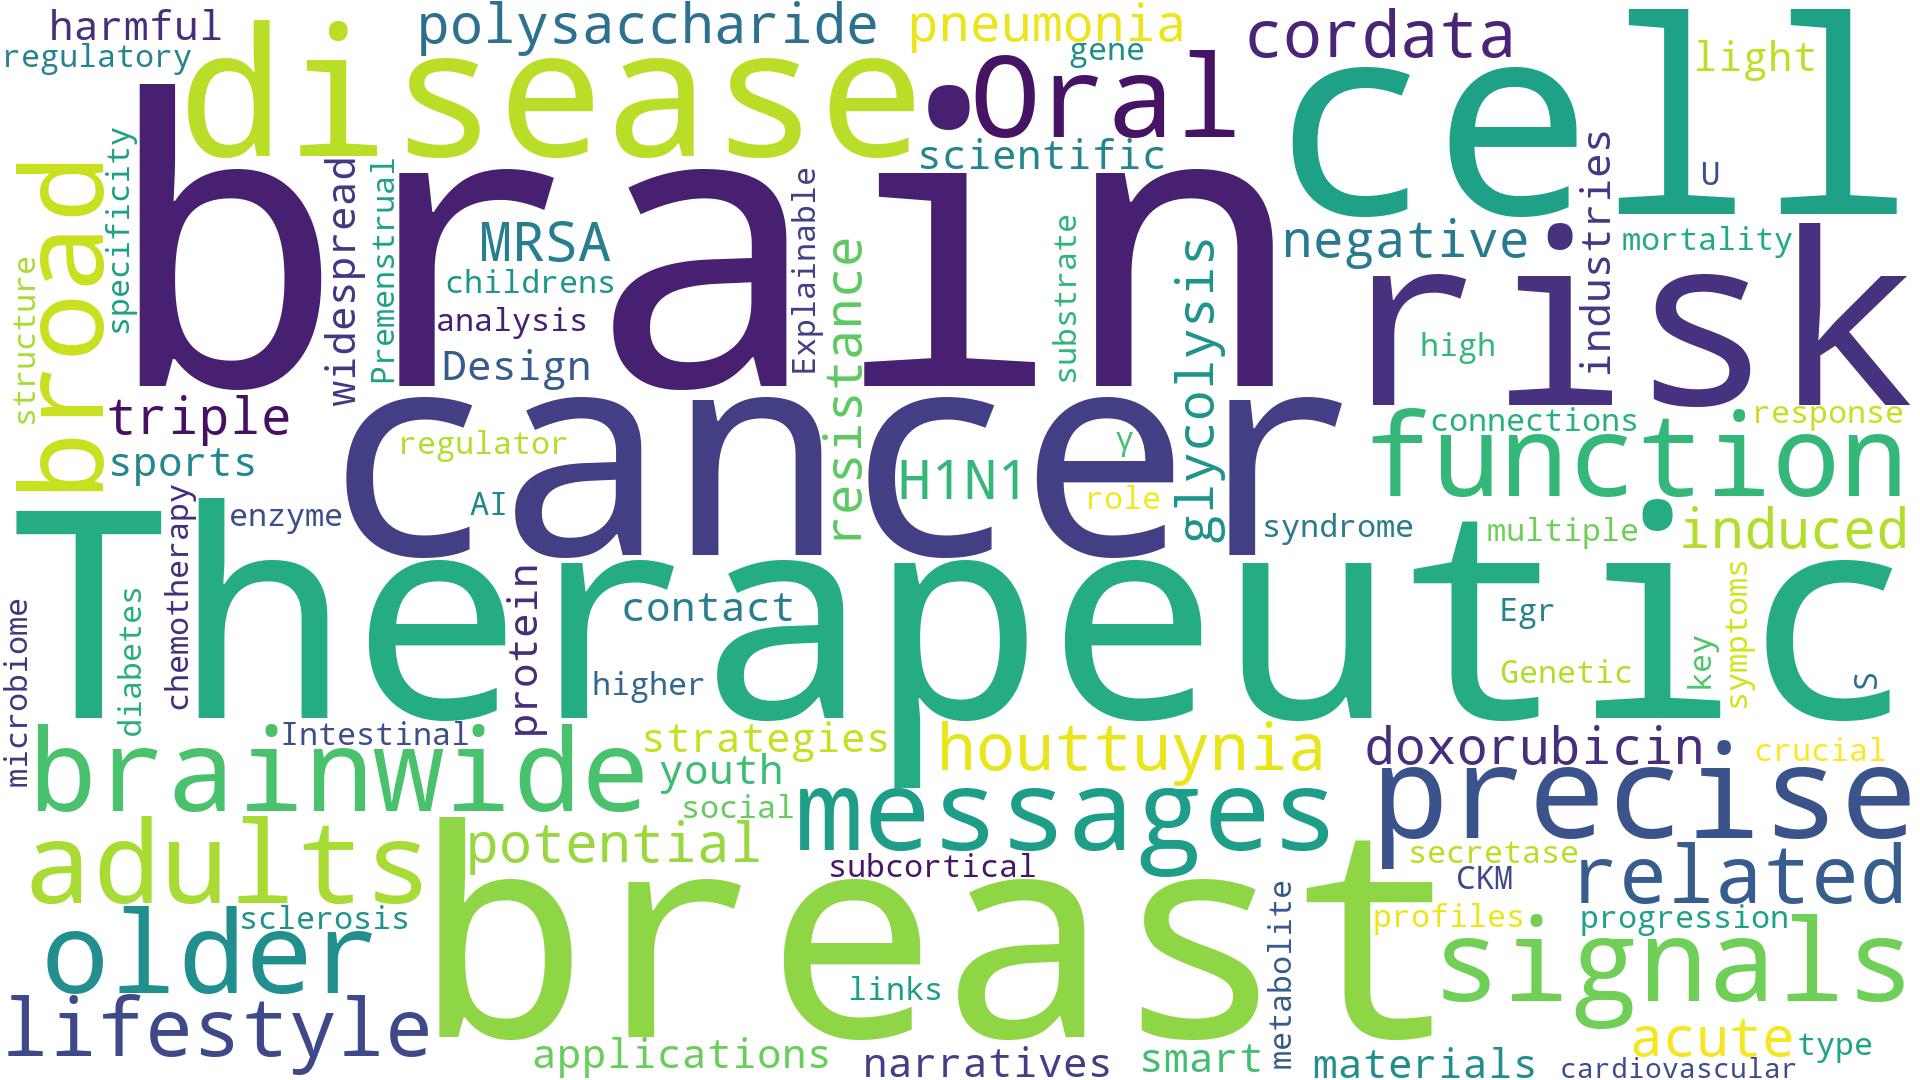 harmful
polysaccharide
pneumonia
cordata
cell
regulatory
disease
gene
light
Oral
scientific
brain
broad
specificity
widespread
Premenstrual
Explainable
industries
U
MRSA
negative
mortality
risk
structure
childrens
resistance
substrate
glycolysis
analysis
high
Design
triple
cancer
connections
response
function
sports
regulator
H1N1
Y
role
AI
enzyme
syndrome
multiple
induced
Therapeutic
chemotherapy
microbiome
diabetes
protein
contact
Egr
symptoms
higher
Genetic
key
S
Intestinal
brainwide
strategies
houttuynia
doxorubicin
crucial
youth
precise
social
messages
adults
potential
subcortical
secretase
related
CKM
breast
older
sclerosis
metabolite
profiles
progression
signals
links
lifestyle
applications
narratives
smart
materials
acute
type
cardiovascular